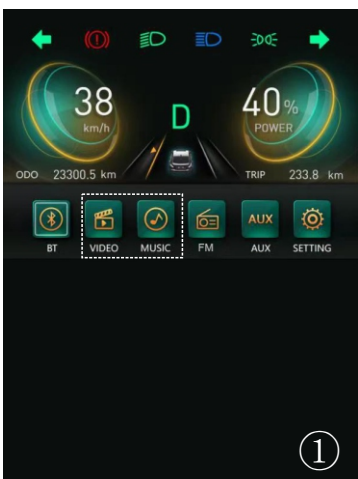 38
km/h
D
40%
POWER
ODO 23300.5 km
TRIP 233.8 km
AUX
BT
VIDEO
MUSIC
FM
AUX
SETTING
①